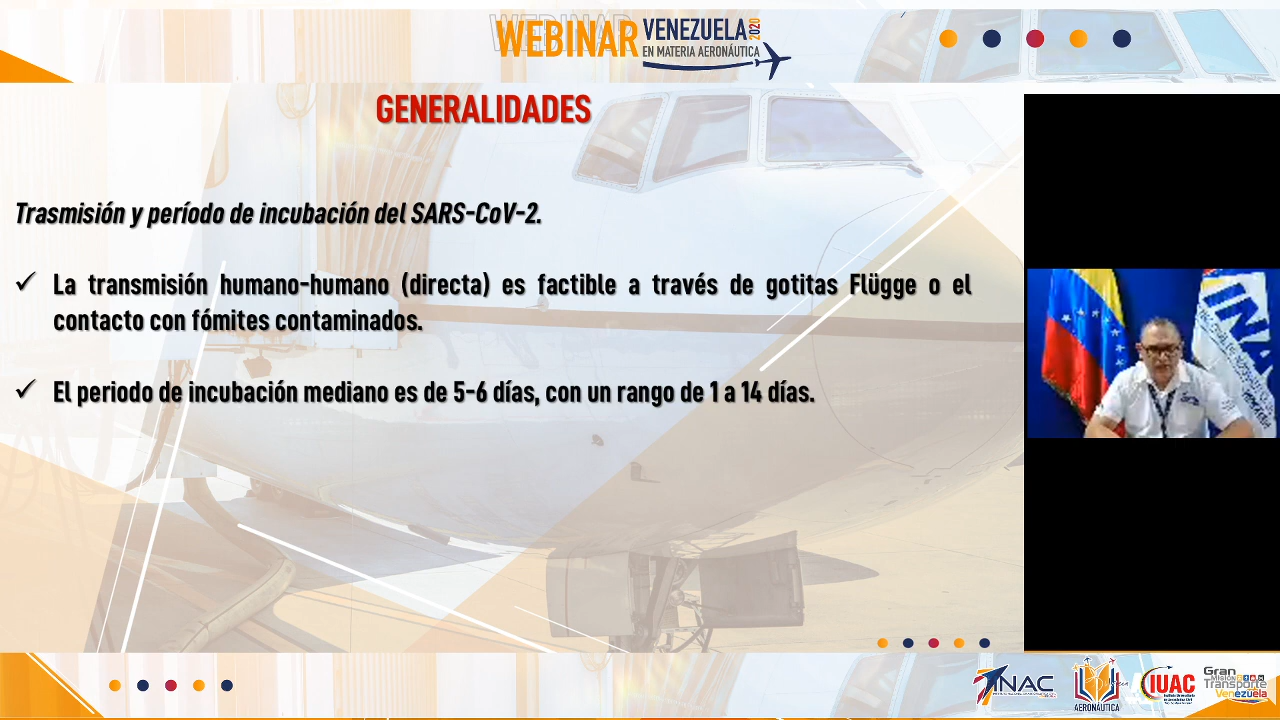 WEBINAR
VENEZUELA 2020
EN MATERIA AERONÁUTICA
GENERALIDADES
Trasmisión y período de incubación del SARS-CoV-2.
✓ La transmisión humano-humano (directa) es factible a través de gotitas Flügge o el
contacto con fómites contaminados.
✓ El periodo de incubación mediano es de 5-6 días, con un rango de 1 a 14 días.
INAC
INAC
AERONÁUTICA
IUAC
Gran
Misión
Transporte
Venezuela